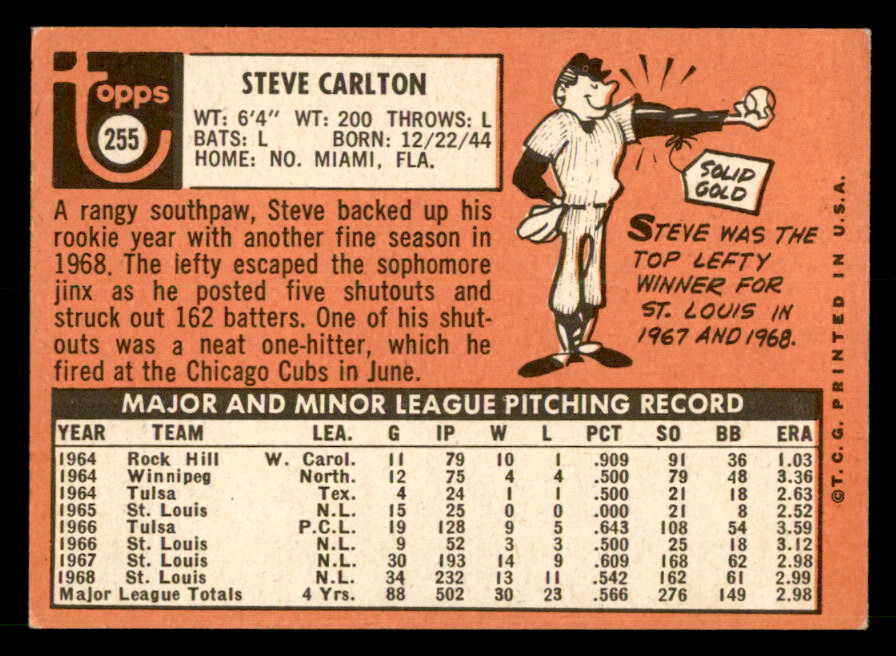 topps
255
STEVE CARLTON
WT: 6'4" WT: 200 THROWS: L
BATS: L BORN: 12/22/44
HOME: NO. MIAMI, FLA.
A rangy southpaw, Steve backed up his
rookie year with another fine season in
1968. The lefty escaped the sophomore
jinx as he posted five shutouts and
struck out 162 batters. One of his shut-
outs was a neat one-hitter, which he
fired at the Chicago Cubs in June.
SOLID
GOLD
STEVE WAS THE
TOP LEFTY
WINNER FOR
ST. LOUIS IN
1967 AND 1968.
MAJOR AND MINOR LEAGUE PITCHING RECORD
YEAR TEAM LEA. G IP W L PCT SO BB ERA
1964 Rock Hill W. Carol. 11 79 10 1 .909 91 36 1.03
1964 Winnipeg North. 12 75 4 4 .500 79 48 3.36
1964 Tulsa Tex. 4 24 1 1 .500 21 18 2.63
1965 St. Louis N.L. 15 25 0 0 .000 21 8 2.52
1966 Tulsa P.C.L. 19 128 9 5 .643 108 54 3.59
1966 St. Louis N.L. 9 52 3 3 .500 25 18 3.12
1967 St. Louis N.L. 30 193 14 9 .609 168 62 2.98
1968 St. Louis N.L. 34 232 13 11 .542 162 61 2.99
Major League Totals 4 Yrs. 88 502 30 23 .566 276 149 2.98
©T.C.G. PRINTED IN U.S.A.